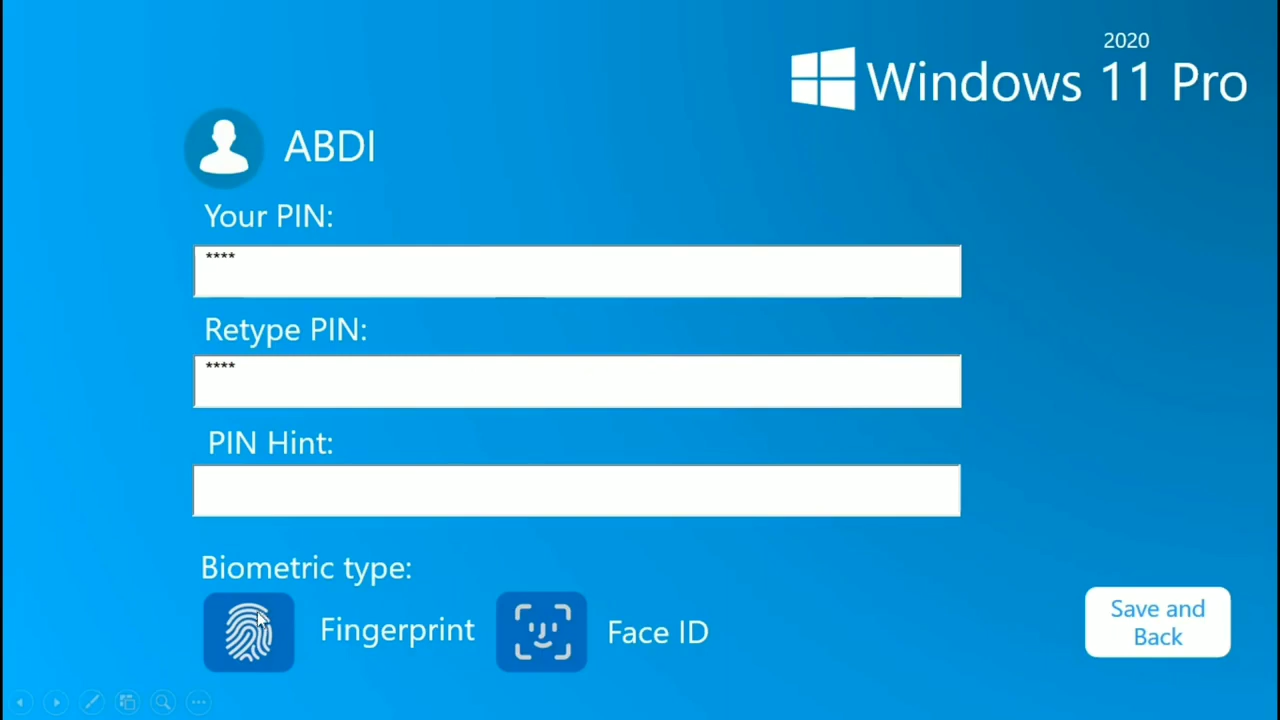 2020
Windows 11 Pro
ABDI
Your PIN:
****
Retype PIN:
****
PIN Hint:
Biometric type:
Fingerprint
Face ID
Save and
Back